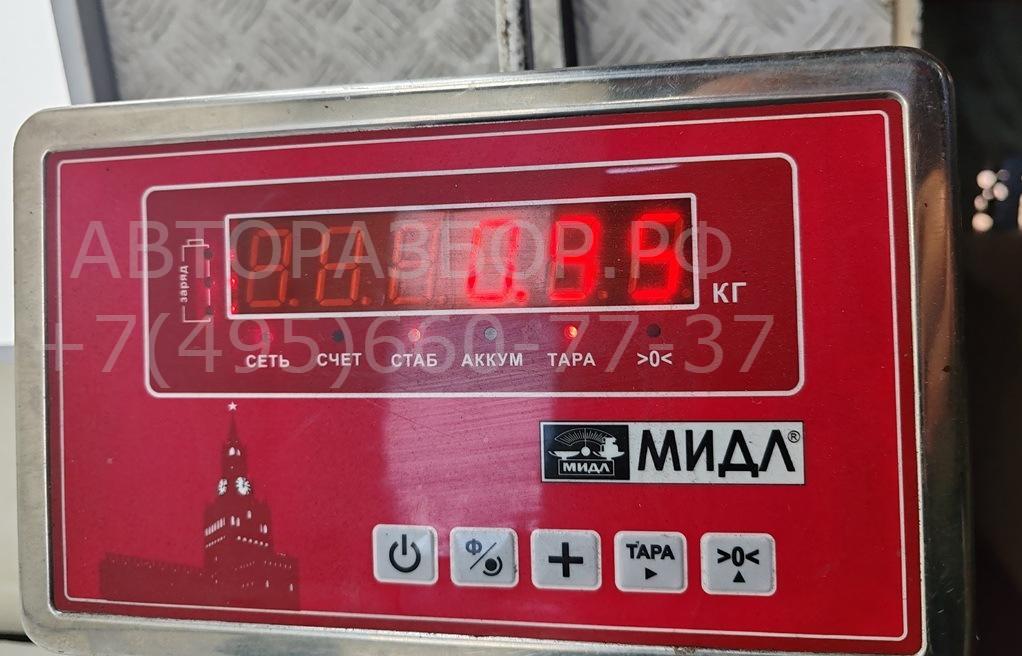 АВТОРАЗБОР.РФ
0.95
КГ
заряд
+7(495)660-77-37
СЕТЬ СЧЕТ СТАБ АККУМ ТАРА >0<
МИДЛ МИДЛ®
Ф ТАРА >0<